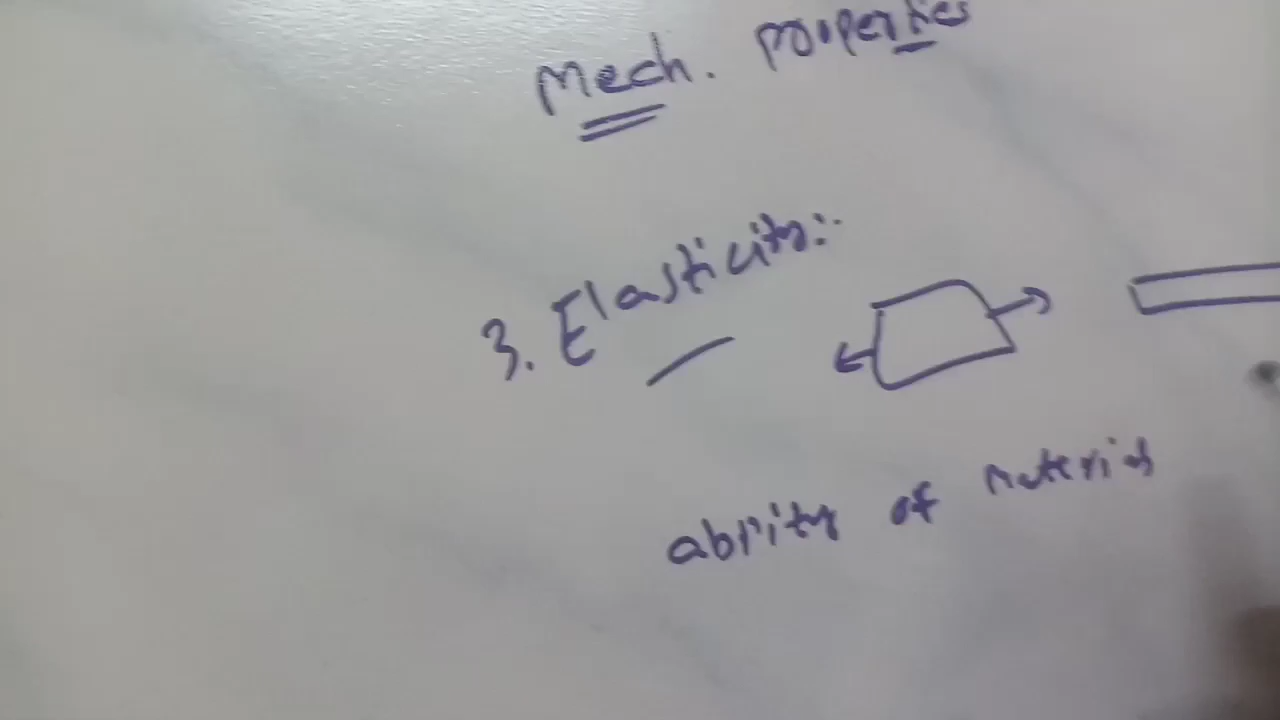 Mech. Properties
3. Elasticity:-
ability of material